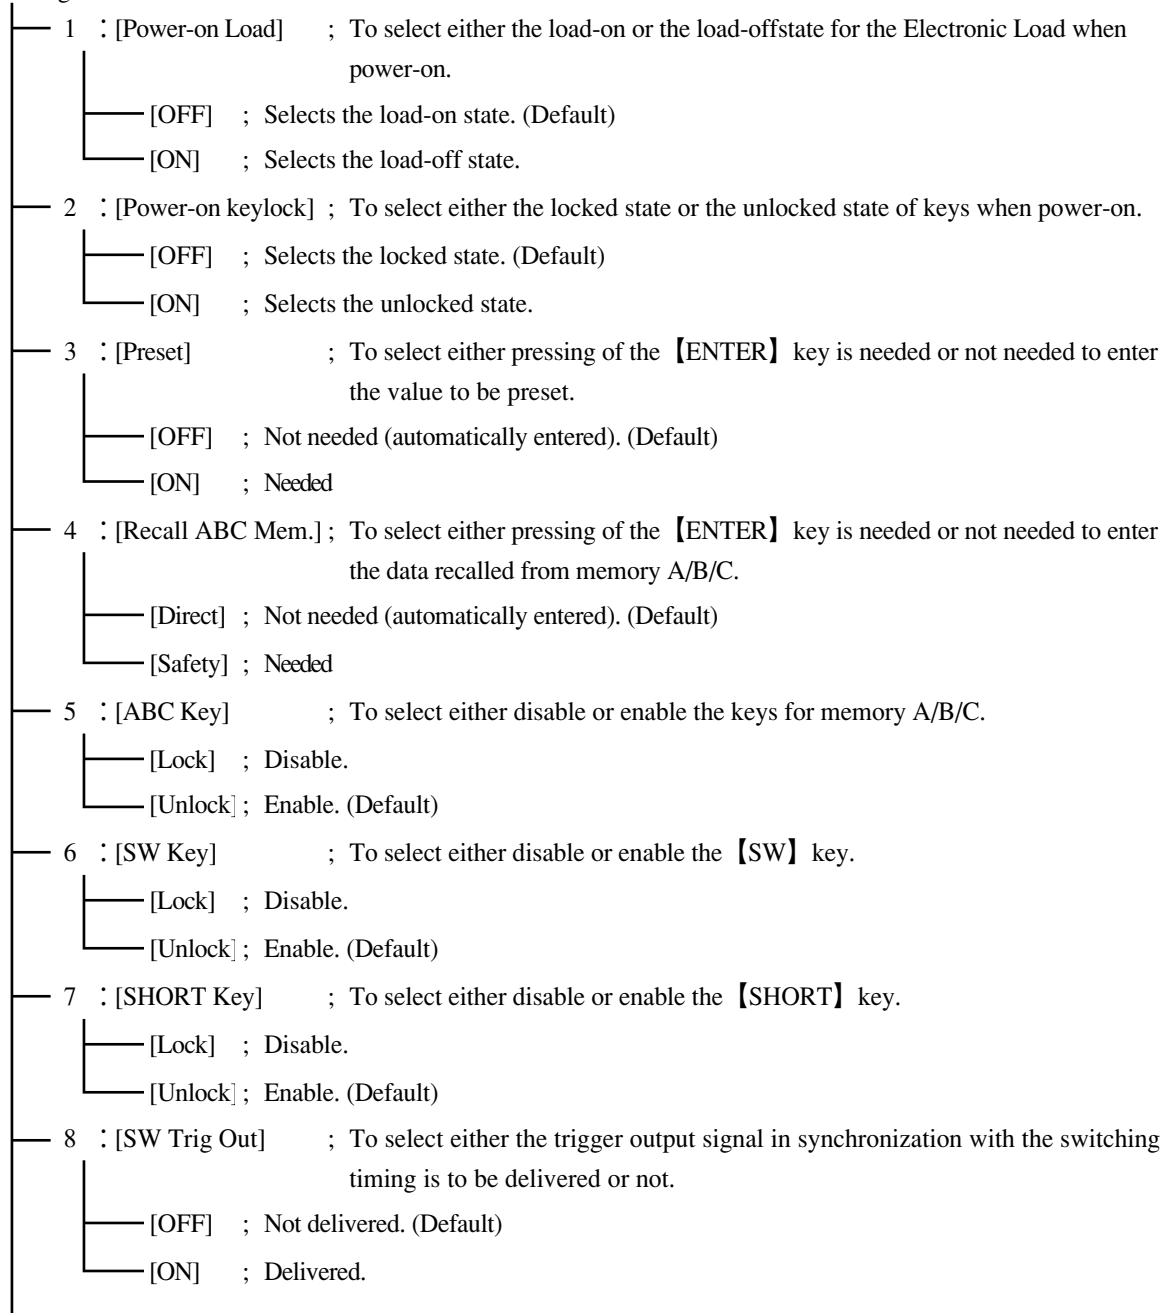 1 : [Power-on Load] ; To select either the load-on or the load-offstate for the Electronic Load when
power-on.
[OFF] ; Selects the load-on state. (Default)
[ON] ; Selects the load-off state.
2 : [Power-on keylock] ; To select either the locked state or the unlocked state of keys when power-on.
[OFF] ; Selects the locked state. (Default)
[ON] ; Selects the unlocked state.
3 : [Preset] ; To select either pressing of the 【ENTER】 key is needed or not needed to enter
the value to be preset.
[OFF] ; Not needed (automatically entered). (Default)
[ON] ; Needed
4 : [Recall ABC Mem.] ; To select either pressing of the 【ENTER】 key is needed or not needed to enter
the data recalled from memory A/B/C.
[Direct] ; Not needed (automatically entered). (Default)
[Safety] ; Needed
5 : [ABC Key] ; To select either disable or enable the keys for memory A/B/C.
[Lock] ; Disable.
[Unlock] ; Enable. (Default)
6 : [SW Key] ; To select either disable or enable the 【SW】 key.
[Lock] ; Disable.
[Unlock] ; Enable. (Default)
7 : [SHORT Key] ; To select either disable or enable the 【SHORT】 key.
[Lock] ; Disable.
[Unlock] ; Enable. (Default)
8 : [SW Trig Out] ; To select either the trigger output signal in synchronization with the switching
timing is to be delivered or not.
[OFF] ; Not delivered. (Default)
[ON] ; Delivered.